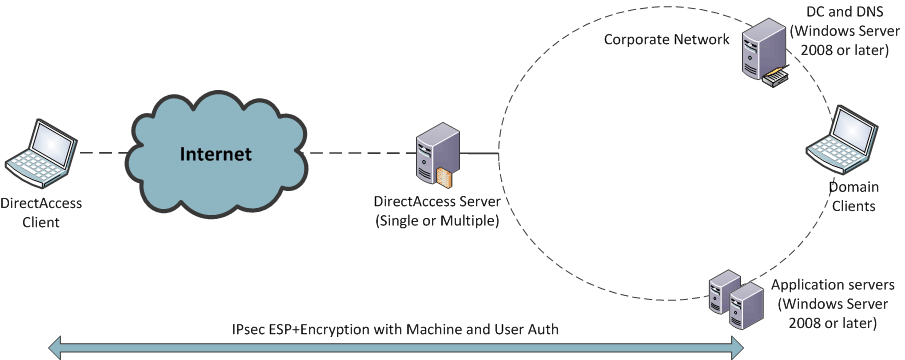 DC and DNS
(Windows Server
2008 or later)
Corporate Network
Internet
DirectAccess
Client
DirectAccess Server
(Single or Multiple)
Domain
Clients
Application servers
(Windows Server
2008 or later)
IPsec ESP+Encryption with Machine and User Auth